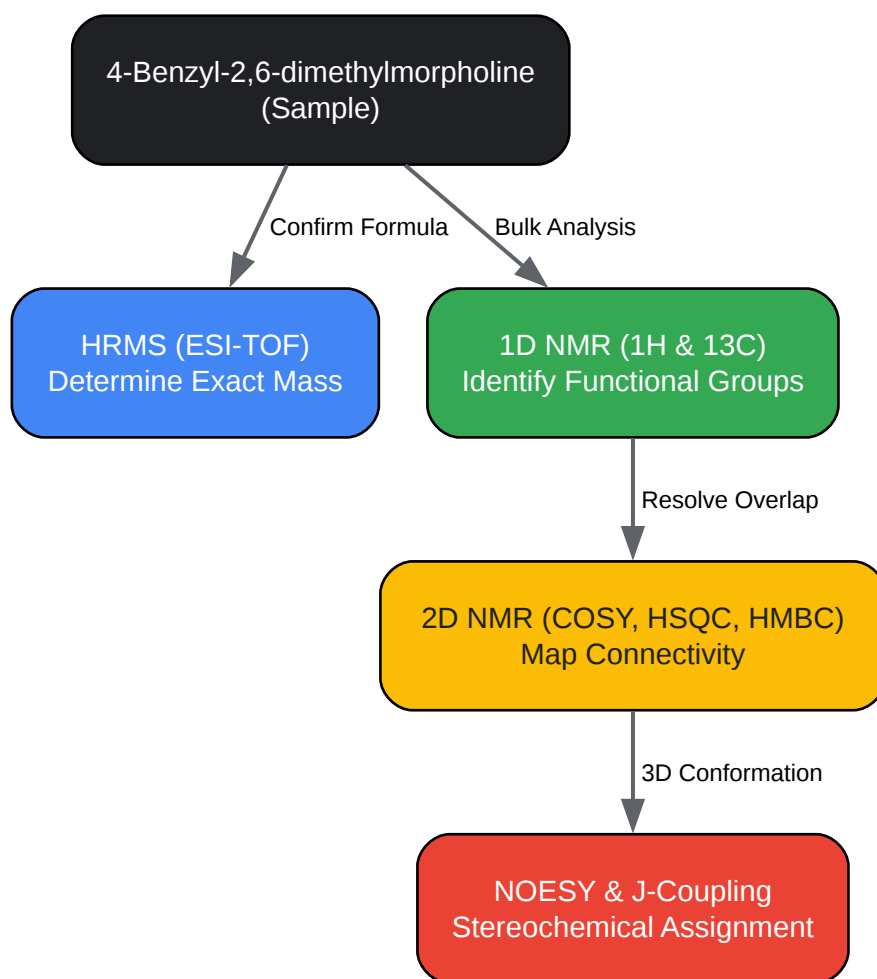 4-Benzyl-2,6-dimethylmorpholine
(Sample)
Confirm Formula
Bulk Analysis
HRMS (ESI-TOF)
Determine Exact Mass
1D NMR (1H & 13C)
Identify Functional Groups
Resolve Overlap
2D NMR (COSY, HSQC, HMBC)
Map Connectivity
3D Conformation
NOESY & J-Coupling
Stereochemical Assignment